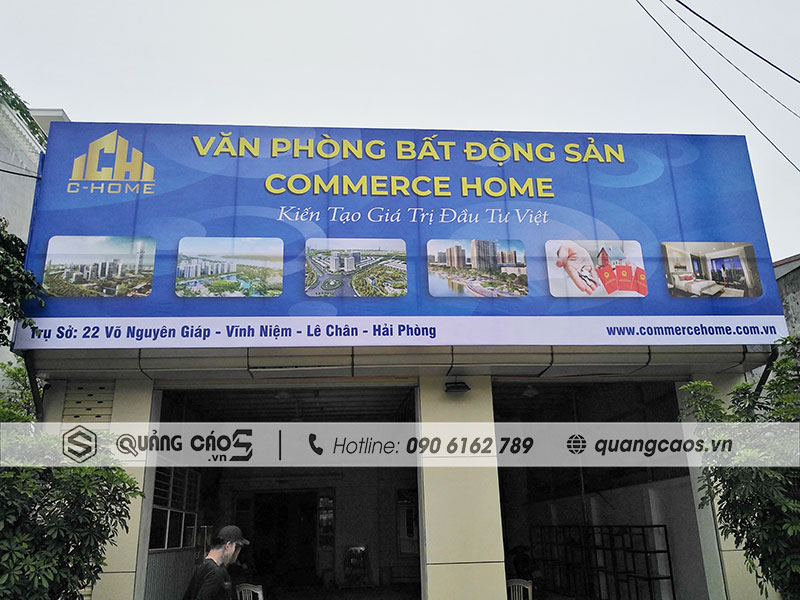 VĂN PHÒNG BẤT ĐỘNG SẢN
CH
C-HOME
COMMERCE HOME
Kiến Tạo Giá Trị Đầu Tư Việt
Trụ Sở: 22 Võ Nguyên Giáp - Vĩnh Niệm - Lê Chân - Hải Phòng
www.commercehome.com.vn
S QUẢNG CÁO S .vn | Hotline: 090 6162 789 quangcaos.vn